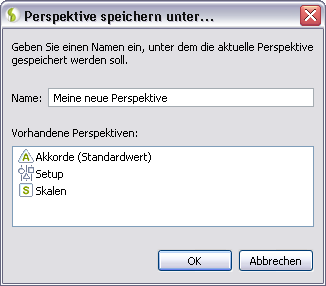 Perspektive speichern unter...
Geben Sie einen Namen ein, unter dem die aktuelle Perspektive
gespeichert werden soll.
Name: Meine neue Perspektive
Vorhandene Perspektiven:
A Akkorde (Standardwert)
Setup
S Skalen
OK Abbrechen